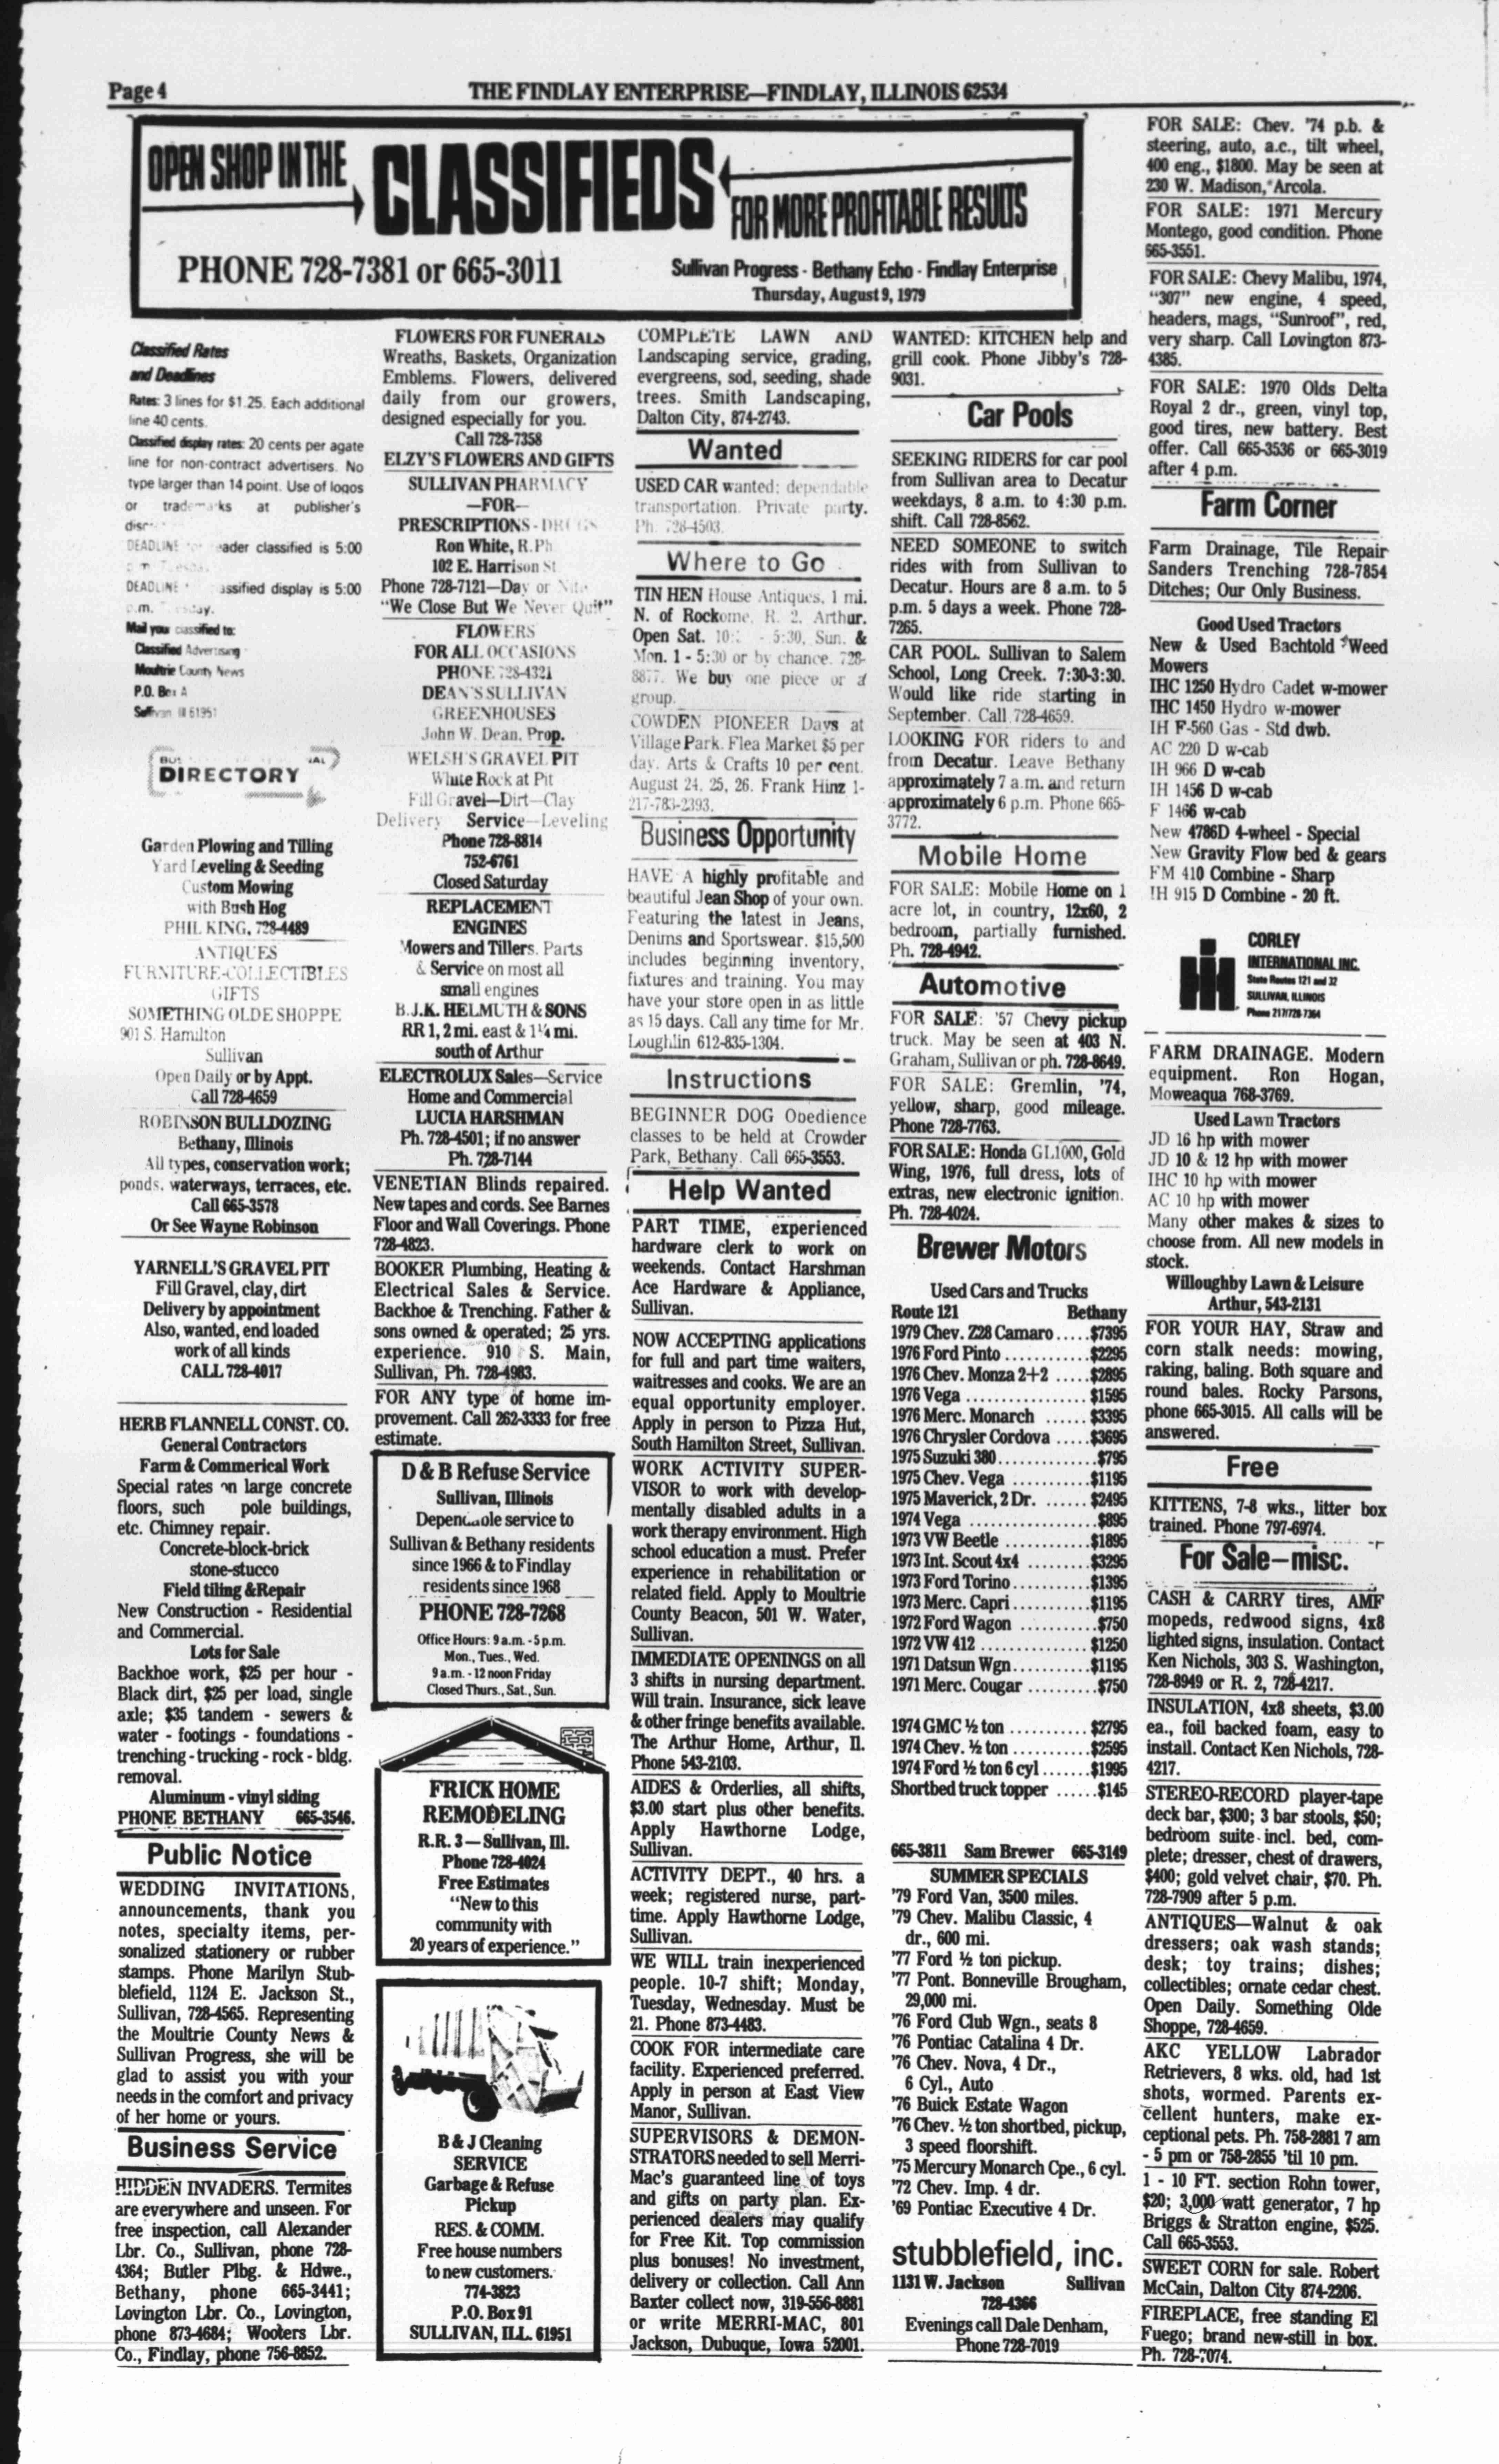 Page 4
THE FINDLAY ENTERPRISE—FINDLAY, ILLINOIS 62534
OPEN SHOP IN THE
CLASSIFIEDS
FOR MORE PROFITABLE RESULTS
PHONE 728-7381 or 665-3011
Sullivan Progress - Bethany Echo - Findlay Enterprise
Thursday, August 9, 1979
Classified Rates
and Deadlines
Rates: 3 lines for $1.25. Each additional
line 40 cents.
Classified display rates: 20 cents per agate
line for non-contract advertisers. No
type larger than 14 point. Use of logos
or trademarks at publisher's
DEADLINE classified is 5:00
DEADLINE classified display is 5:00
p.m.
Mail you classified to:
Classified Advertising
Moultrie County News
P.O. Box A
Sullivan Ill 61951
DIRECTORY
Garden Plowing and Tilling
Yard Leveling & Seeding
Custom Mowing
with Bush Hog
PHIL KING, 728-4489
ANTIQUES
FURNITURE-COLLECTIBLES
GIFTS
SOMETHING OLDE SHOPPE
901 S. Hamilton
Sullivan
Open Daily or by Appt.
Call 728-4659
ROBINSON BULLDOZING
Bethany, Illinois
All types, conservation work;
ponds, waterways, terraces, etc.
Call 665-3578
Or See Wayne Robinson
YARNELL'S GRAVEL PIT
Fill Gravel, clay, dirt
Delivery by appointment
Also, wanted, end loaded
work of all kinds
CALL 728-4017
HERB FLANNELL CONST. CO.
General Contractors
Farm & Commerical Work
Special rates on large concrete
floors, such pole buildings,
etc. Chimney repair.
Concrete-block-brick
stone-stucco
Field tiling & Repair
New Construction - Residential
and Commercial.
Lots for Sale
Backhoe work, $25 per hour -
Black dirt, $25 per load, single
axle; $35 tandem - sewers &
water - footings - foundations -
trenching - trucking - rock - bldg.
removal.
Aluminum - vinyl siding
PHONE BETHANY 665-3546.
Public Notice
WEDDING INVITATIONS,
announcements, thank you
notes, specialty items, per-
sonalized stationery or rubber
stamps. Phone Marilyn Stub-
blefield, 1124 E. Jackson St.,
Sullivan, 728-4565. Representing
the Moultrie County News &
Sullivan Progress, she will be
glad to assist you with your
needs in the comfort and privacy
of her home or yours.
Business Service
HIDDEN INVADERS. Termites
are everywhere and unseen. For
free inspection, call Alexander
Lbr. Co., Sullivan, phone 728-
4364; Butler Plbg. & Hdwe.,
Bethany, phone 665-3441;
Lovington Lbr. Co., Lovington,
phone 873-4684; Wooters Lbr.
Co., Findlay, phone 756-8852.
FLOWERS FOR FUNERALS
Wreaths, Baskets, Organization
Emblems. Flowers, delivered
daily from our growers,
designed especially for you.
Call 728-7358
ELZY'S FLOWERS AND GIFTS
SULLIVAN PHARMACY
—FOR—
PRESCRIPTIONS - DRUGS
Ron White, R.Ph.
102 E. Harrison St.
Phone 728-7121—Day or Nite
"We Close But We Never Quit"
FLOWERS
FOR ALL OCCASIONS
PHONE 728-4321
DEAN'S SULLIVAN
GREENHOUSES
John W. Dean, Prop.
WELSH'S GRAVEL PIT
White Rock at Pit
Fill Gravel—Dirt—Clay
Delivery Service—Leveling
Phone 728-8814
752-6761
Closed Saturday
REPLACEMENT
ENGINES
Mowers and Tillers. Parts
& Service on most all
small engines
B.J.K. HELMUTH & SONS
RR 1, 2 mi. east & 1¼ mi.
south of Arthur
ELECTROLUX Sales—Service
Home and Commercial
LUCIA HARSHMAN
Ph. 728-4501; if no answer
Ph. 728-7144
VENETIAN Blinds repaired.
New tapes and cords. See Barnes
Floor and Wall Coverings. Phone
728-4823.
BOOKER Plumbing, Heating &
Electrical Sales & Service.
Backhoe & Trenching. Father &
sons owned & operated; 25 yrs.
experience. 910 S. Main,
Sullivan, Ph. 728-4983.
FOR ANY type of home im-
provement. Call 262-3333 for free
estimate.
D & B Refuse Service
Sullivan, Illinois
Dependable service to
Sullivan & Bethany residents
since 1966 & to Findlay
residents since 1968
PHONE 728-7268
Office Hours: 9 a.m. - 5 p.m.
Mon., Tues., Wed.
9 a.m. - 12 noon Friday
Closed Thurs., Sat., Sun.
FRICK HOME
REMODELING
R.R. 3 — Sullivan, Ill.
Phone 728-4024
Free Estimates
"New to this
community with
20 years of experience."
B & J Cleaning
SERVICE
Garbage & Refuse
Pickup
RES. & COMM.
Free house numbers
to new customers.
774-3823
P.O. Box 91
SULLIVAN, ILL. 61951
COMPLETE LAWN AND
Landscaping service, grading,
evergreens, sod, seeding, shade
trees. Smith Landscaping,
Dalton City, 874-2743.
Wanted
USED CAR wanted; dependable
transportation. Private party.
Ph. 728-4503.
Where to Go
TIN HEN House Antiques, 1 mi.
N. of Rockome, R. 2, Arthur.
Open Sat. - 5:30, Sun. &
Mon. 1 - 5:30 or by chance. 728-
8877. We buy one piece or a
group.
COWDEN PIONEER Days at
Village Park. Flea Market $5 per
day. Arts & Crafts 10 per cent.
August 24, 25, 26. Frank Hinz 1-
217-783-2393.
Business Opportunity
HAVE A highly profitable and
beautiful Jean Shop of your own.
Featuring the latest in Jeans,
Denims and Sportswear. $15,500
includes beginning inventory,
fixtures and training. You may
have your store open in as little
as 15 days. Call any time for Mr.
Loughlin 612-835-1304.
Instructions
BEGINNER DOG Obedience
classes to be held at Crowder
Park, Bethany. Call 665-3553.
Help Wanted
PART TIME, experienced
hardware clerk to work on
weekends. Contact Harshman
Ace Hardware & Appliance,
Sullivan.
NOW ACCEPTING applications
for full and part time waiters,
waitresses and cooks. We are an
equal opportunity employer.
Apply in person to Pizza Hut,
South Hamilton Street, Sullivan.
WORK ACTIVITY SUPER-
VISOR to work with develop-
mentally disabled adults in a
work therapy environment. High
school education a must. Prefer
experience in rehabilitation or
related field. Apply to Moultrie
County Beacon, 501 W. Water,
Sullivan.
IMMEDIATE OPENINGS on all
3 shifts in nursing department.
Will train. Insurance, sick leave
& other fringe benefits available.
The Arthur Home, Arthur, Il.
Phone 543-2103.
AIDES & Orderlies, all shifts,
$3.00 start plus other benefits.
Apply Hawthorne Lodge,
Sullivan.
ACTIVITY DEPT., 40 hrs. a
week; registered nurse, part-
time. Apply Hawthorne Lodge,
Sullivan.
WE WILL train inexperienced
people. 10-7 shift; Monday,
Tuesday, Wednesday. Must be
21. Phone 873-4483.
COOK FOR intermediate care
facility. Experienced preferred.
Apply in person at East View
Manor, Sullivan.
SUPERVISORS & DEMON-
STRATORS needed to sell Merri-
Mac's guaranteed line of toys
and gifts on party plan. Ex-
perienced dealers may qualify
for Free Kit. Top commission
plus bonuses! No investment,
delivery or collection. Call Ann
Baxter collect now, 319-556-8881
or write MERRI-MAC, 801
Jackson, Dubuque, Iowa 52001.
WANTED: KITCHEN help and
grill cook. Phone Jibby's 728-
9031.
Car Pools
SEEKING RIDERS for car pool
from Sullivan area to Decatur
weekdays, 8 a.m. to 4:30 p.m.
shift. Call 728-8562.
NEED SOMEONE to switch
rides with from Sullivan to
Decatur. Hours are 8 a.m. to 5
p.m. 5 days a week. Phone 728-
7265.
CAR POOL. Sullivan to Salem
School, Long Creek. 7:30-3:30.
Would like ride starting in
September. Call 728-4659.
LOOKING FOR riders to and
from Decatur. Leave Bethany
approximately 7 a.m. and return
approximately 6 p.m. Phone 665-
3772.
Mobile Home
FOR SALE: Mobile Home on 1
acre lot, in country, 12x60, 2
bedroom, partially furnished.
Ph. 728-4942.
Automotive
FOR SALE: '57 Chevy pickup
truck. May be seen at 403 N.
Graham, Sullivan or ph. 728-8649.
FOR SALE: Gremlin, '74,
yellow, sharp, good mileage.
Phone 728-7763.
FOR SALE: Honda GL1000, Gold
Wing, 1976, full dress, lots of
extras, new electronic ignition.
Ph. 728-4024.
Brewer Motors
Used Cars and Trucks
Route 121 Bethany
1979 Chev. Z28 Camaro.....$7395
1976 Ford Pinto............$2295
1976 Chev. Monza 2+2.....$2895
1976 Vega..................$1595
1976 Merc. Monarch......$3395
1976 Chrysler Cordova.....$3695
1975 Suzuki 380..............$795
1975 Chev. Vega..........$1195
1975 Maverick, 2 Dr.......$2495
1974 Vega..................$895
1973 VW Beetle............$1895
1973 Int. Scout 4x4........$3295
1973 Ford Torino...........$1395
1973 Merc. Capri...........$1195
1972 Ford Wagon...........$750
1972 VW 412...............$1250
1971 Datsun Wgn..........$1195
1971 Merc. Cougar..........$750
1974 GMC ½ ton...........$2795
1974 Chev. ½ ton...........$2595
1974 Ford ½ ton 6 cyl.......$1995
Shortbed truck topper......$145
665-3811 Sam Brewer 665-3149
SUMMER SPECIALS
'79 Ford Van, 3500 miles.
'79 Chev. Malibu Classic, 4
dr., 600 mi.
'77 Ford ½ ton pickup.
'77 Pont. Bonneville Brougham,
29,000 mi.
'76 Ford Club Wgn., seats 8
'76 Pontiac Catalina 4 Dr.
'76 Chev. Nova, 4 Dr.,
6 Cyl., Auto
'76 Buick Estate Wagon
'76 Chev. ½ ton shortbed, pickup,
3 speed floorshift.
'75 Mercury Monarch Cpe., 6 cyl.
'72 Chev. Imp. 4 dr.
'69 Pontiac Executive 4 Dr.
stubblefield, inc.
1131 W. Jackson Sullivan
728-4366
Evenings call Dale Denham,
Phone 728-7019
FOR SALE: Chev. '74 p.b. &
steering, auto, a.c., tilt wheel,
400 eng., $1800. May be seen at
230 W. Madison, Arcola.
FOR SALE: 1971 Mercury
Montego, good condition. Phone
665-3551.
FOR SALE: Chevy Malibu, 1974,
"307" new engine, 4 speed,
headers, mags, "Sunroof", red,
very sharp. Call Lovington 873-
4385.
FOR SALE: 1970 Olds Delta
Royal 2 dr., green, vinyl top,
good tires, new battery. Best
offer. Call 665-3536 or 665-3019
after 4 p.m.
Farm Corner
Farm Drainage, Tile Repair
Sanders Trenching 728-7854
Ditches; Our Only Business.
Good Used Tractors
New & Used Bachtold Weed
Mowers
IHC 1250 Hydro Cadet w-mower
IHC 1450 Hydro w-mower
IH F-560 Gas - Std dwb.
AC 220 D w-cab
IH 966 D w-cab
IH 1456 D w-cab
F 1466 w-cab
New 4786D 4-wheel - Special
New Gravity Flow bed & gears
FM 410 Combine - Sharp
IH 915 D Combine - 20 ft.
CORLEY
INTERNATIONAL INC.
State Routes 121 and 32
SULLIVAN, ILLINOIS
Phone 217/728-7364
FARM DRAINAGE. Modern
equipment. Ron Hogan,
Moweaqua 768-3769.
Used Lawn Tractors
JD 16 hp with mower
JD 10 & 12 hp with mower
IHC 10 hp with mower
AC 10 hp with mower
Many other makes & sizes to
choose from. All new models in
stock.
Willoughby Lawn & Leisure
Arthur, 543-2131
FOR YOUR HAY, Straw and
corn stalk needs: mowing,
raking, baling. Both square and
round bales. Rocky Parsons,
phone 665-3015. All calls will be
answered.
Free
KITTENS, 7-8 wks., litter box
trained. Phone 797-6974.
For Sale—misc.
CASH & CARRY tires, AMF
mopeds, redwood signs, 4x8
lighted signs, insulation. Contact
Ken Nichols, 303 S. Washington,
728-8949 or R. 2, 728-4217.
INSULATION, 4x8 sheets, $3.00
ea., foil backed foam, easy to
install. Contact Ken Nichols, 728-
4217.
STEREO-RECORD player-tape
deck bar, $300; 3 bar stools, $50;
bedroom suite incl. bed, com-
plete; dresser, chest of drawers,
$400; gold velvet chair, $70. Ph.
728-7909 after 5 p.m.
ANTIQUES—Walnut & oak
dressers; oak wash stands;
desk; toy trains; dishes;
collectibles; ornate cedar chest.
Open Daily. Something Olde
Shoppe, 728-4659.
AKC YELLOW Labrador
Retrievers, 8 wks. old, had 1st
shots, wormed. Parents ex-
cellent hunters, make ex-
ceptional pets. Ph. 758-2881 7 am
- 5 pm or 758-2855 'til 10 pm.
1 - 10 FT. section Rohn tower,
$20; 3,000 watt generator, 7 hp
Briggs & Stratton engine, $525.
Call 665-3553.
SWEET CORN for sale. Robert
McCain, Dalton City 874-2206.
FIREPLACE, free standing El
Fuego; brand new-still in box.
Ph. 728-7074.